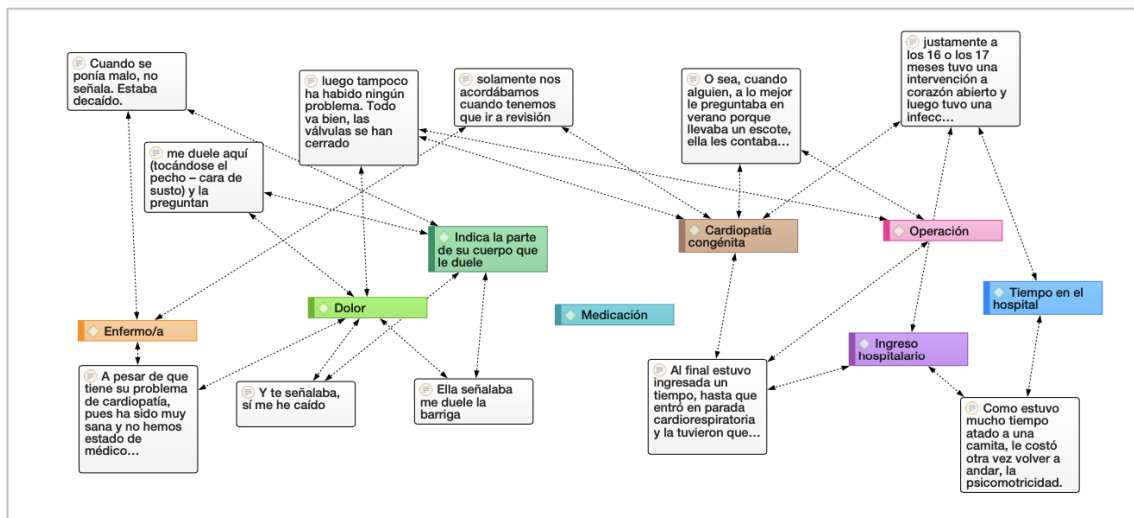 Cuando se
ponía malo, no
señala. Estaba
decaído.
luego tampoco
ha habido ningún
problema. Todo
va bien, las
válvulas se han
cerrado
solamente nos
acordábamos
cuando tenemos
que ir a revisión
O sea, cuando
alguien, a lo mejor
le preguntaba en
verano porque
llevaba un escote,
ella les contaba…
justamente a
los 16 o los 17
meses tuvo una
intervención a
corazón abierto y
luego tuvo una
infecc…
me duele aquí
(tocándose el
pecho – cara de
susto) y la
preguntan
Indica la parte
de su cuerpo que
le duele
Cardiopatía
congénita
Operación
Tiempo en el
hospital
Dolor
Medicación
Enfermo/a
Ingreso
hospitalario
A pesar de que
tiene su problema
de cardiopatía,
pues ha sido muy
sana y no hemos
estado de
médico…
Y te señalaba,
sí me he caído
Ella señalaba
me duele la
barriga
Al final estuvo
ingresada un
tiempo, hasta que
entró en parada
cardiorespiratoria
y la tuvieron que…
Como estuvo
mucho tiempo
atado a una
camita, le costó
otra vez volver a
andar, la
psicomotricidad.